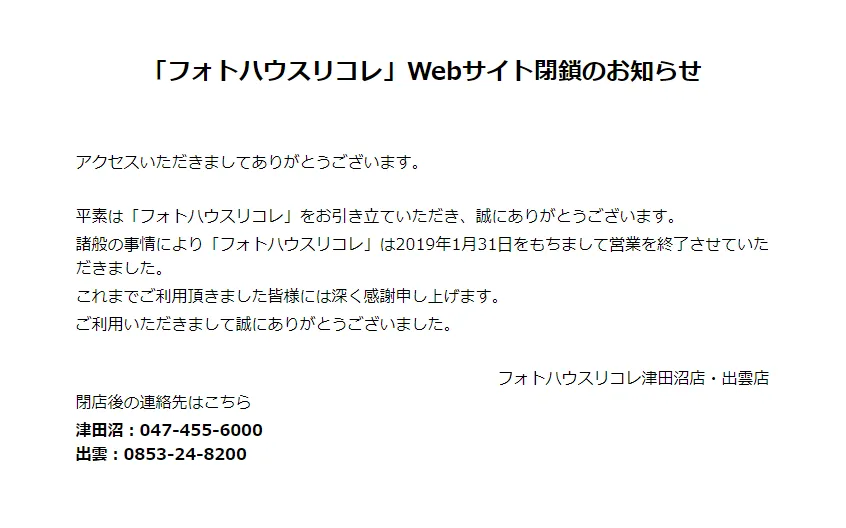 「フォトハウスリコレ」Webサイト閉鎖のお知らせ
アクセスいただきましてありがとうございます。
平素は「フォトハウスリコレ」をお引き立ていただき、誠にありがとうございます。
諸般の事情により「フォトハウスリコレ」は2019年1月31日をもちまして営業を終了させていた
だきました。
これまでご利用頂きました皆様には深く感謝申し上げます。
ご利用いただきまして誠にありがとうございました。
フォトハウスリコレ津田沼店・出雲店
閉店後の連絡先はこちら
津田沼：047-455-6000
出雲：0853-24-8200